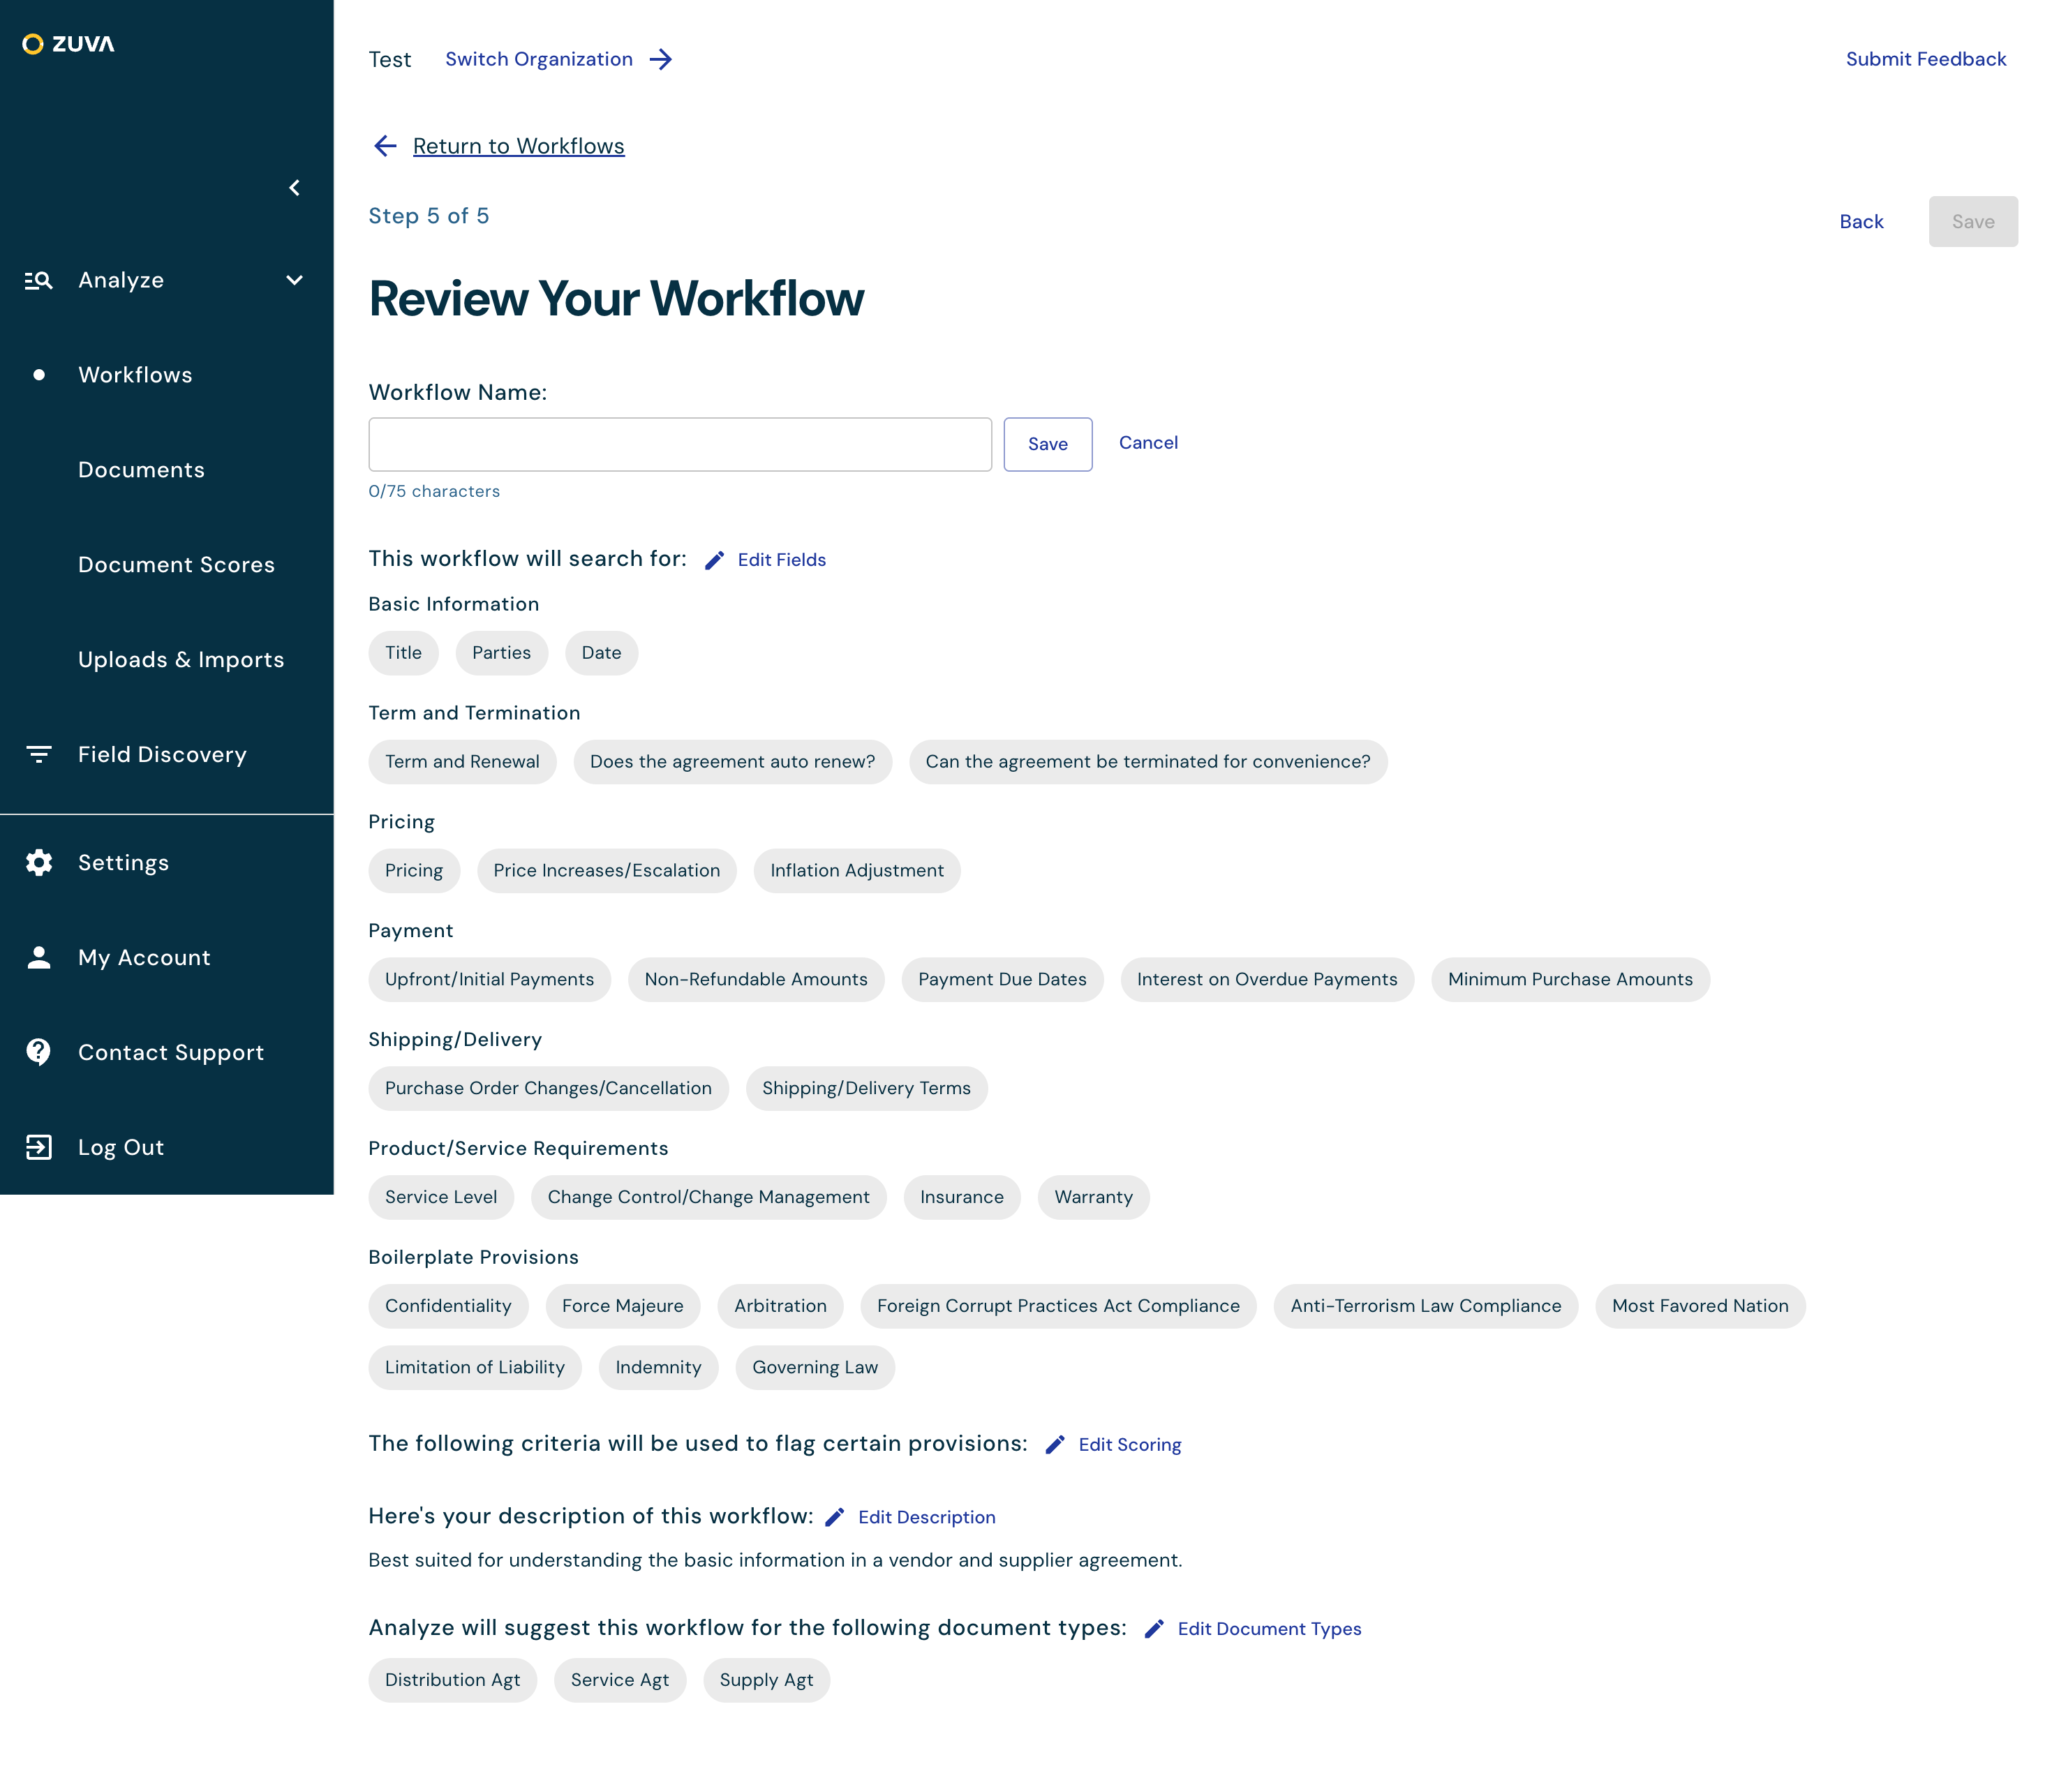 ZUVA
Analyze
Workflows
Documents
Document Scores
Uploads & Imports
Field Discovery
Settings
My Account
Contact Support
Log Out
Test Switch Organization Submit Feedback
Return to Workflows
Step 5 of 5 Back Save
Review Your Workflow
Workflow Name:
Save Cancel
0/75 characters
This workflow will search for: Edit Fields
Basic Information
Title Parties Date
Term and Termination
Term and Renewal Does the agreement auto renew? Can the agreement be terminated for convenience?
Pricing
Pricing Price Increases/Escalation Inflation Adjustment
Payment
Upfront/Initial Payments Non-Refundable Amounts Payment Due Dates Interest on Overdue Payments Minimum Purchase Amounts
Shipping/Delivery
Purchase Order Changes/Cancellation Shipping/Delivery Terms
Product/Service Requirements
Service Level Change Control/Change Management Insurance Warranty
Boilerplate Provisions
Confidentiality Force Majeure Arbitration Foreign Corrupt Practices Act Compliance Anti-Terrorism Law Compliance Most Favored Nation
Limitation of Liability Indemnity Governing Law
The following criteria will be used to flag certain provisions: Edit Scoring
Here's your description of this workflow: Edit Description
Best suited for understanding the basic information in a vendor and supplier agreement.
Analyze will suggest this workflow for the following document types: Edit Document Types
Distribution Agt Service Agt Supply Agt